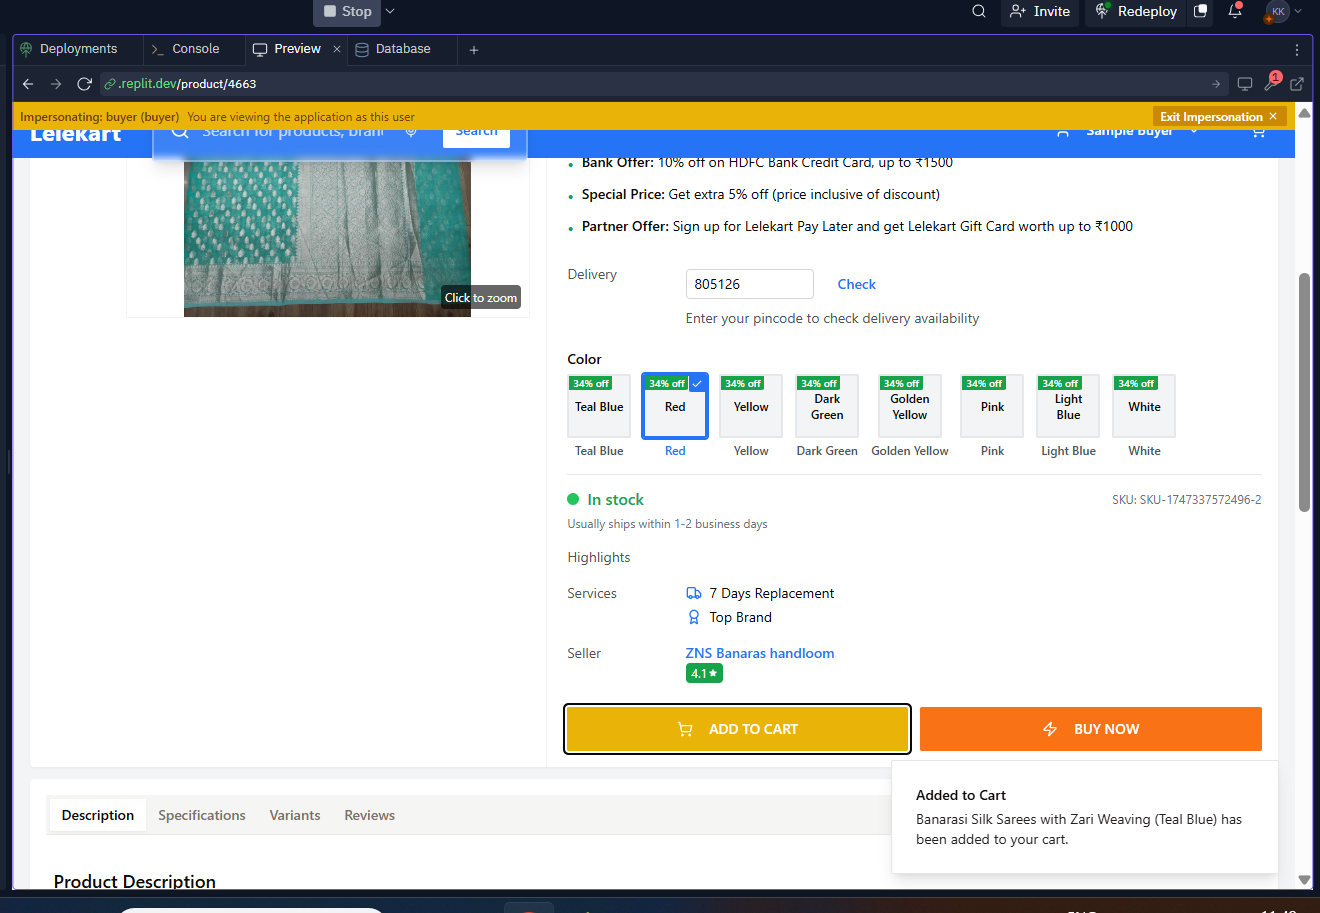 Stop
Invite
Redeploy
KK
Deployments
Console
Preview
Database
.replit.dev/product/4663
1
Impersonating: buyer (buyer) You are viewing the application as this user
Exit Impersonation ×
Lelekart
Search for products, bran
Search
Sample Buyer
Bank Offer: 10% off on HDFC Bank Credit Card, up to ₹1500
Special Price: Get extra 5% off (price inclusive of discount)
Partner Offer: Sign up for Lelekart Pay Later and get Lelekart Gift Card worth up to ₹1000
Click to zoom
Delivery
805126
Check
Enter your pincode to check delivery availability
Color
34% off 34% off 34% off 34% off 34% off 34% off 34% off 34% off
Teal Blue Red Yellow Dark Green Golden Yellow Pink Light Blue White
Teal Blue Red Yellow Dark Green Golden Yellow Pink Light Blue White
In stock
SKU: SKU-1747337572496-2
Usually ships within 1-2 business days
Highlights
Services
7 Days Replacement
Top Brand
Seller
ZNS Banaras handloom
4.1★
ADD TO CART
BUY NOW
Description Specifications Variants Reviews
Added to Cart
Banarasi Silk Sarees with Zari Weaving (Teal Blue) has
been added to your cart.
Product Description